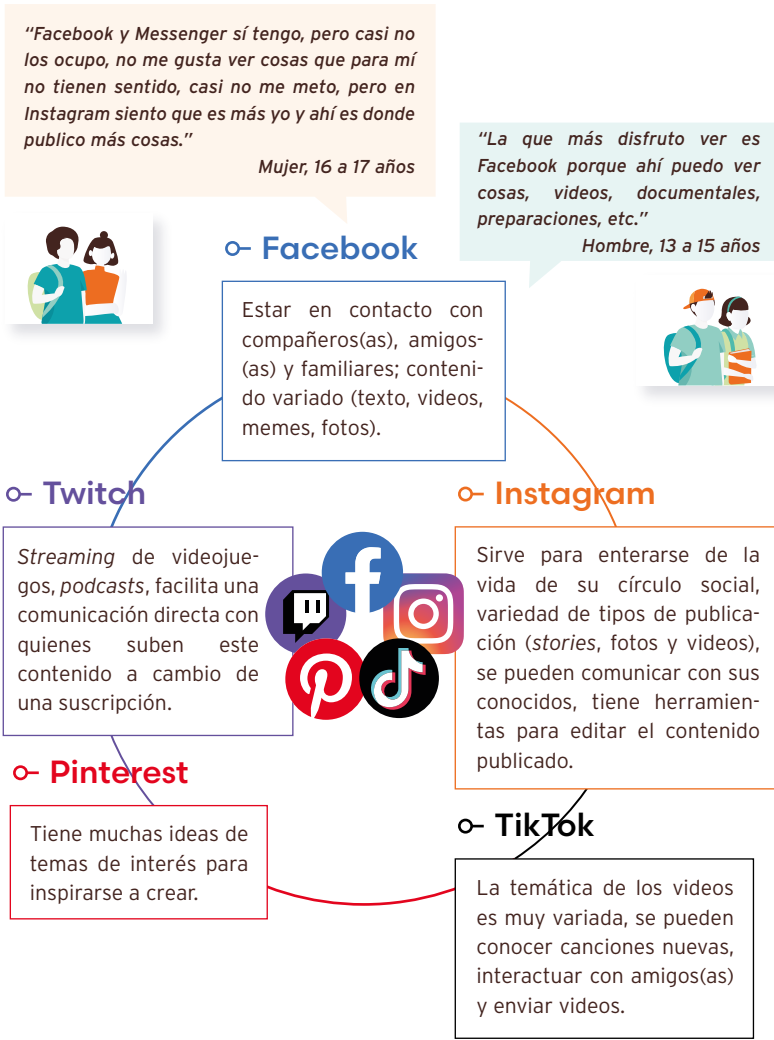 “Facebook y Messenger sí tengo, pero casi no
los ocupo, no me gusta ver cosas que para mí
no tienen sentido, casi no me meto, pero en
Instagram siento que es más yo y ahí es donde
publico más cosas.”
Mujer, 16 a 17 años
“La que más disfruto ver es
Facebook porque ahí puedo ver
cosas, videos, documentales,
preparaciones, etc.”
Hombre, 13 a 15 años
Facebook
Estar en contacto con
compañeros(as), amigos-
(as) y familiares; conteni-
do variado (texto, videos,
memes, fotos).
Twitch
Streaming de videojue-
gos, podcasts, facilita una
comunicación directa con
quienes suben este
contenido a cambio de
una suscripción.
Instagram
Sirve para enterarse de la
vida de su círculo social,
variedad de tipos de publica-
ción (stories, fotos y videos),
se pueden comunicar con sus
conocidos, tiene herramien-
tas para editar el contenido
publicado.
Pinterest
Tiene muchas ideas de
temas de interés para
inspirarse a crear.
TikTok
La temática de los videos
es muy variada, se pueden
conocer canciones nuevas,
interactuar con amigos(as)
y enviar videos.